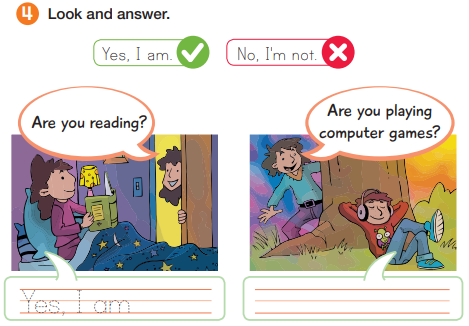 4 Look and answer.
Yes, I am.
No, I'm not.
Are you reading?
Are you playing
computer games?
Yes, I am